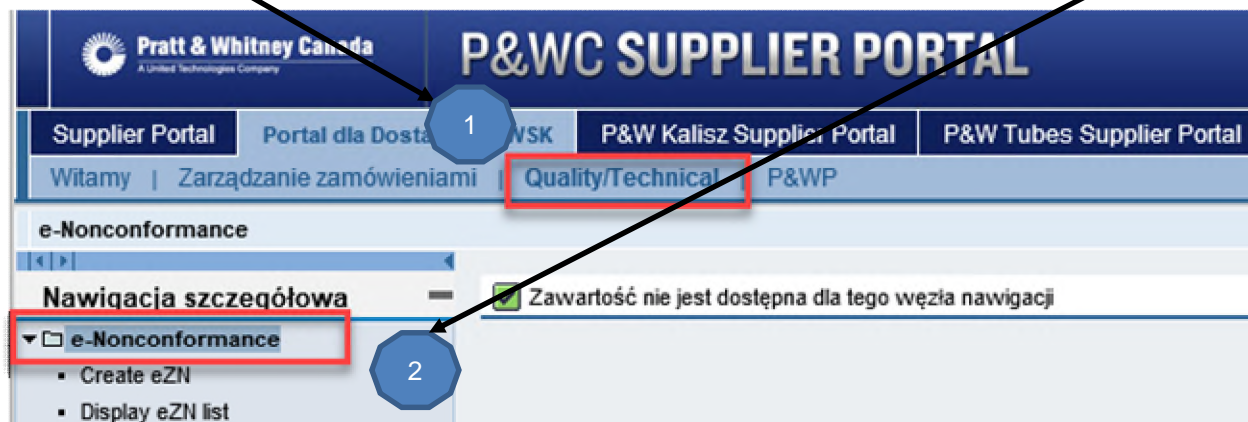 Pratt & Whitney Canada
A United Technologies Company
P&WC SUPPLIER PORTAL
Supplier Portal Portal dla Dosta WSK P&W Kalisz Supplier Portal P&W Tubes Supplier Portal
1
Witamy | Zarządzanie zamówieniami | Quality/Technical | P&WP
e-Nonconformance
Nawigacja szczegółowa
Zawartość nie jest dostępna dla tego węzła nawigacji
e-Nonconformance
2
Create eZN
Display eZN list